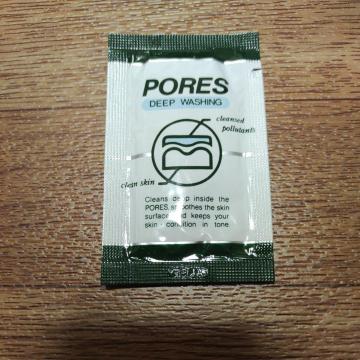 PORES
DEEP WASHING
cleansed
pollutants
clean skin
Cleans deep inside the
PORES, smoothes the skin
surface and keeps your
skin condition in tone